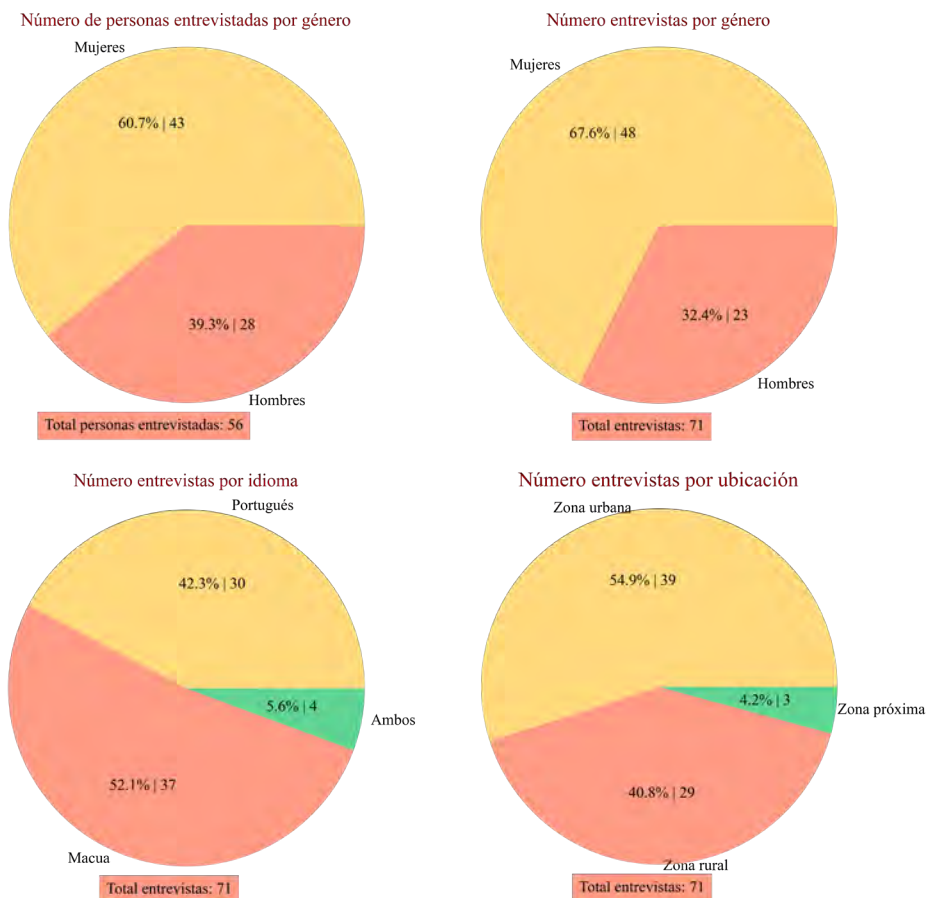 Número de personas entrevistadas por género
Mujeres
60.7% | 43
39.3% | 28
Hombres
Total personas entrevistadas: 56
Número entrevistas por género
Mujeres
67.6% | 48
32.4% | 23
Hombres
Total entrevistas: 71
Número entrevistas por idioma
Portugués
42.3% | 30
5.6% | 4
Ambos
52.1% | 37
Macua
Total entrevistas: 71
Número entrevistas por ubicación
Zona urbana
54.9% | 39
4.2% | 3
Zona próxima
40.8% | 29
Zona rural
Total entrevistas: 71